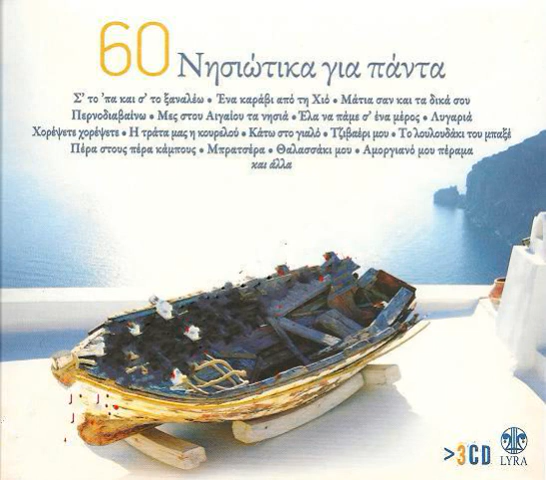 60 Νησιώτικα για πάντα
Σ' το 'πα και σ' το ξαναλέω • Ένα καράβι από τη Χιό • Μάτια σαν και τα δικά σου
Περνοδιαβαίνω • Μες στου Αιγαίου τα νησιά • Έλα να πάμε σ' ένα μέρος • Λυγαριά
Χορέψετε χορέψετε • Η τράτα μας η κουρελού • Κάτω στο γιαλό • Τζιβαέρι μου • Το λουλουδάκι του μπαξέ
Πέρα στους πέρα κάμπους • Μπρατσέρα • Θαλασσάκι μου • Αμοργιανό μου πέραμα
και άλλα
>3CD LYRA